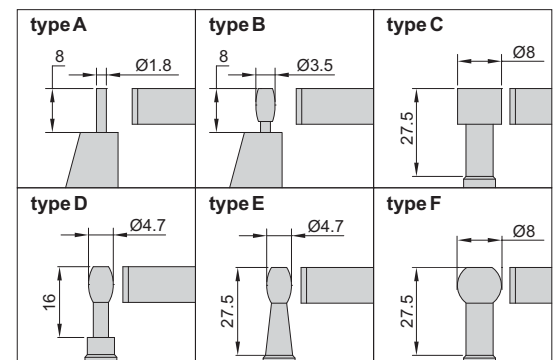 type A
8
Ø1.8
type B
8
Ø3.5
type C
Ø8
27.5
type D
Ø4.7
16
type E
Ø4.7
27.5
type F
Ø8
27.5